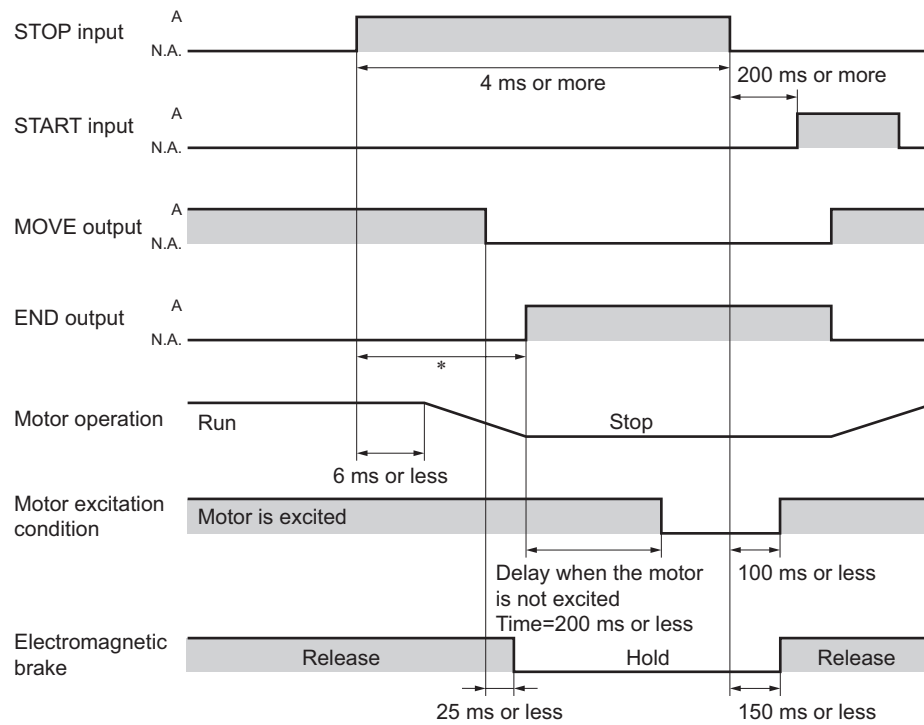 STOP input
A
N.A.
4 ms or more
200 ms or more
START input
A
N.A.
MOVE output
A
N.A.
END output
A
N.A.
*
Motor operation
Run
Stop
6 ms or less
Motor excitation
condition
Motor is excited
Delay when the motor
is not excited
Time=200 ms or less
100 ms or less
Electromagnetic
brake
Release
Hold
Release
25 ms or less
150 ms or less